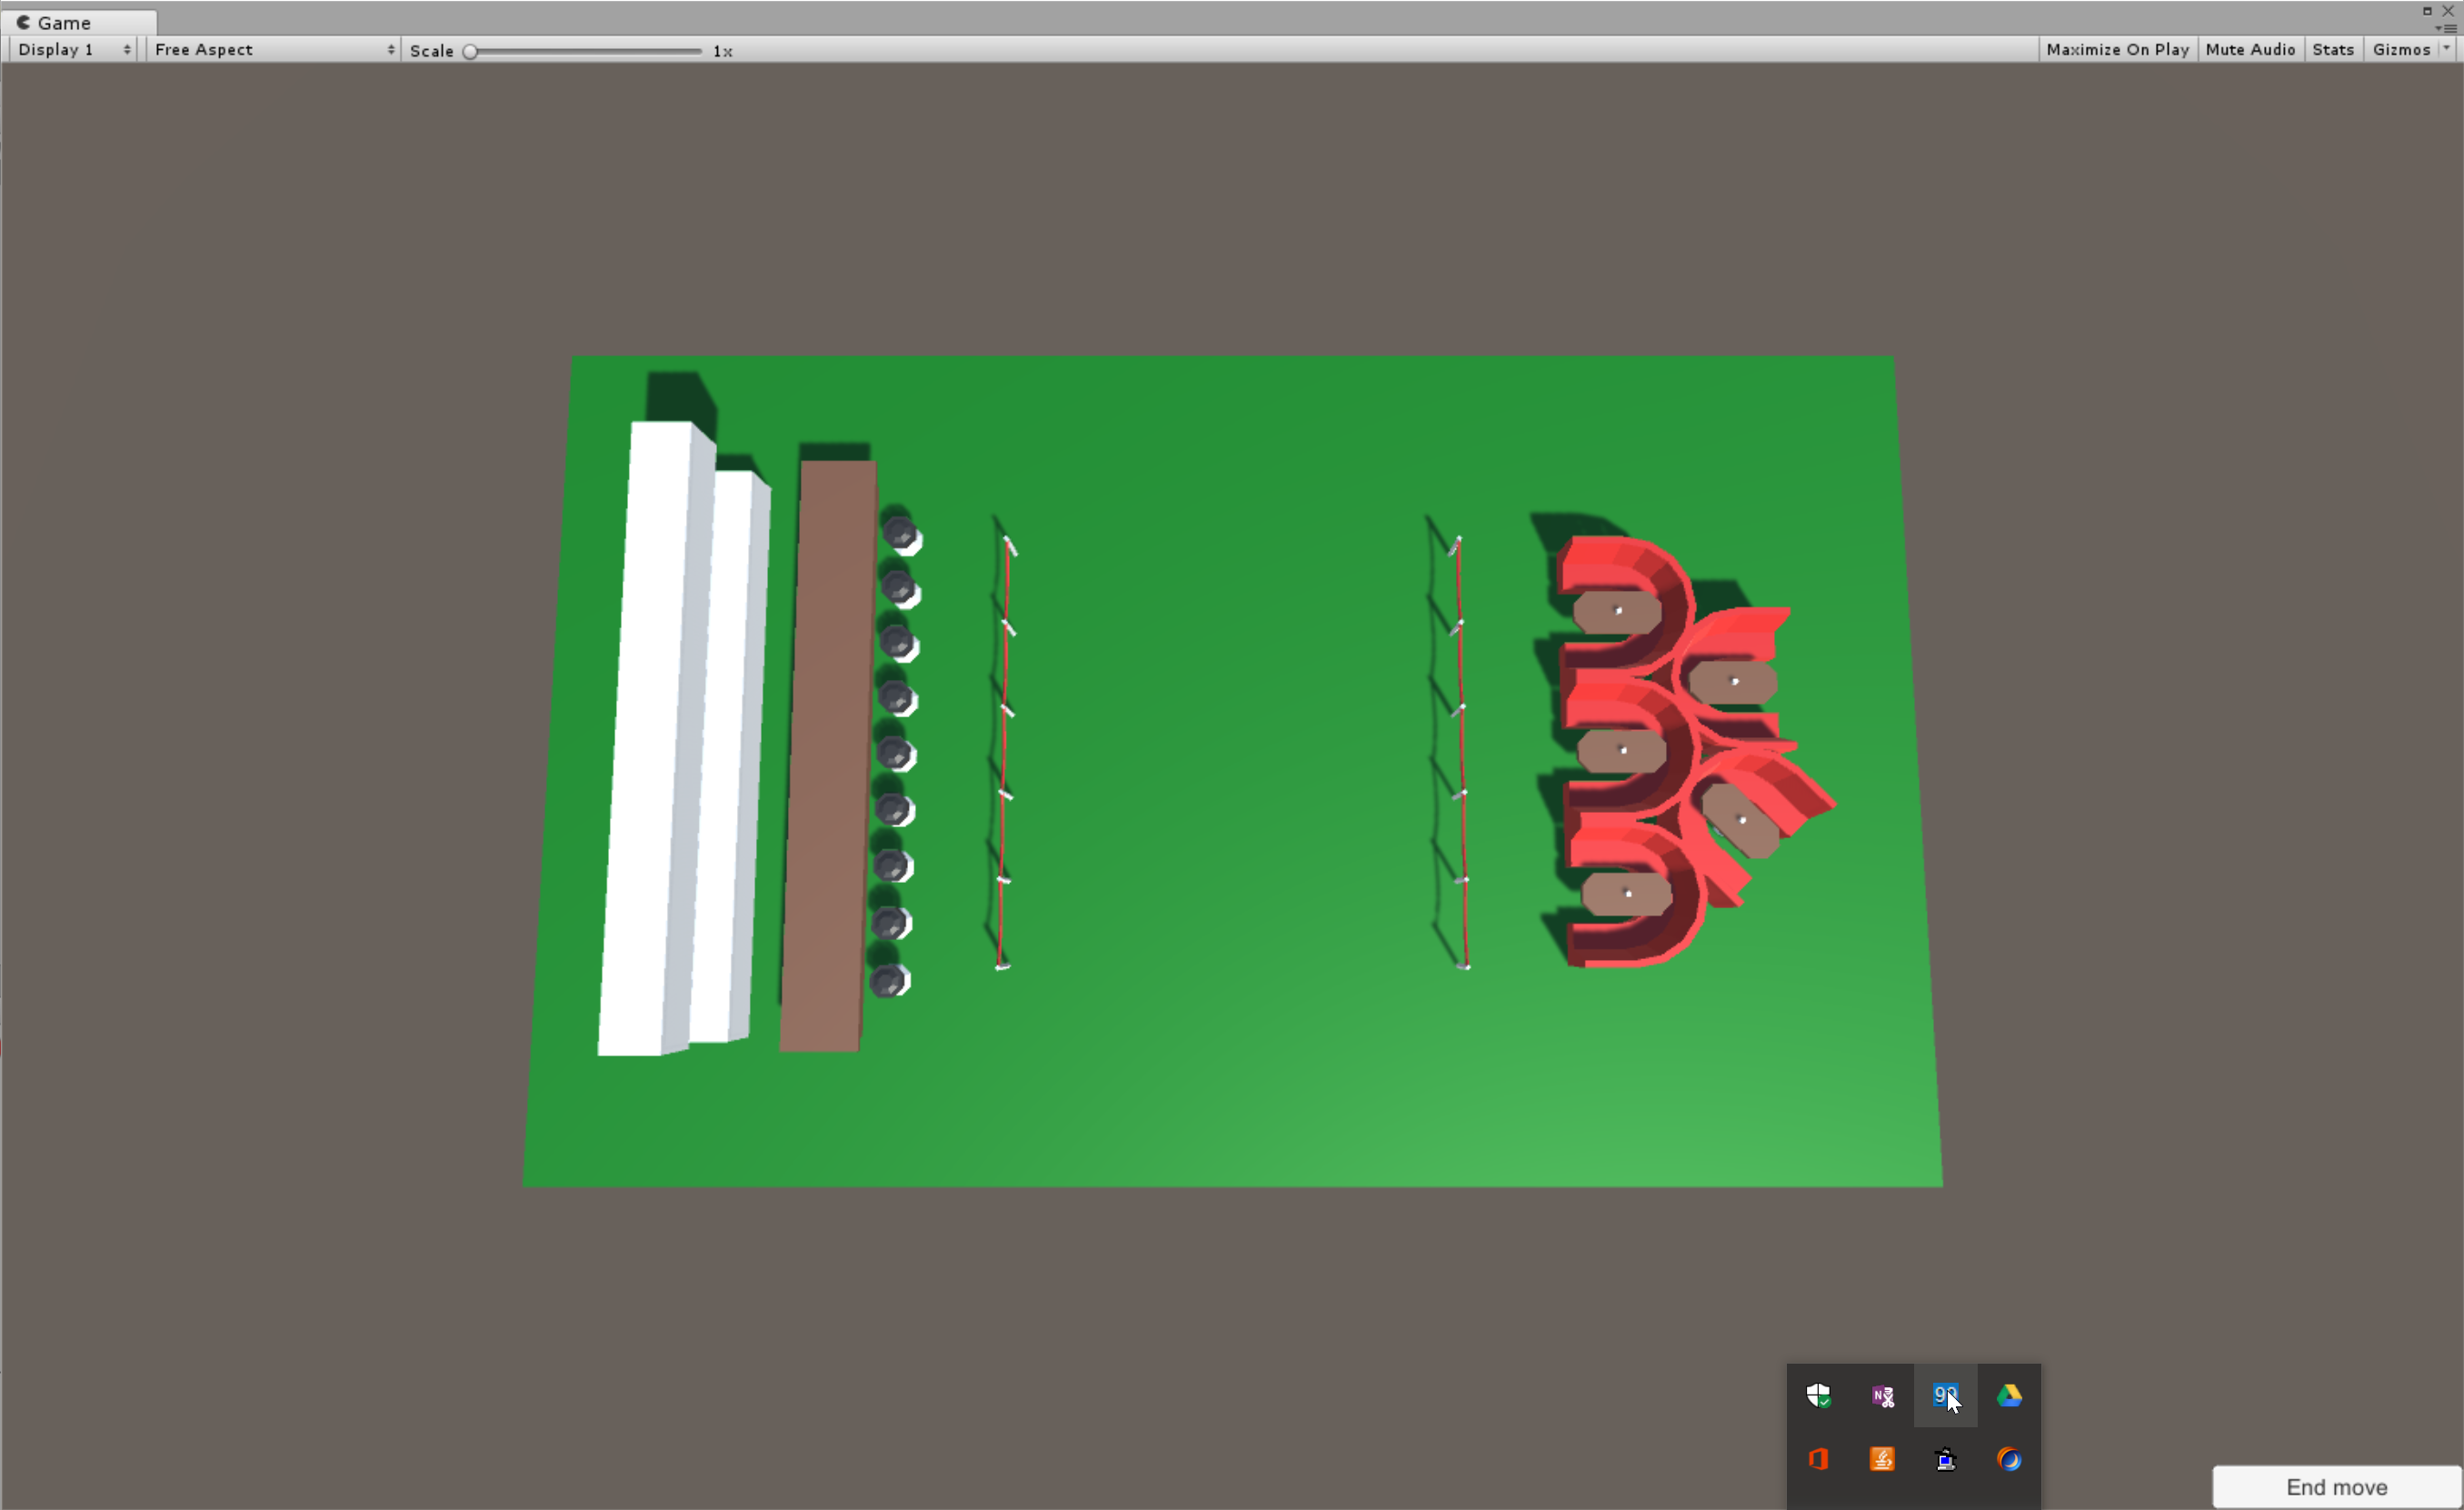 Game
Display 1 Free Aspect Scale 1x Maximize On Play Mute Audio Stats Gizmos
End move